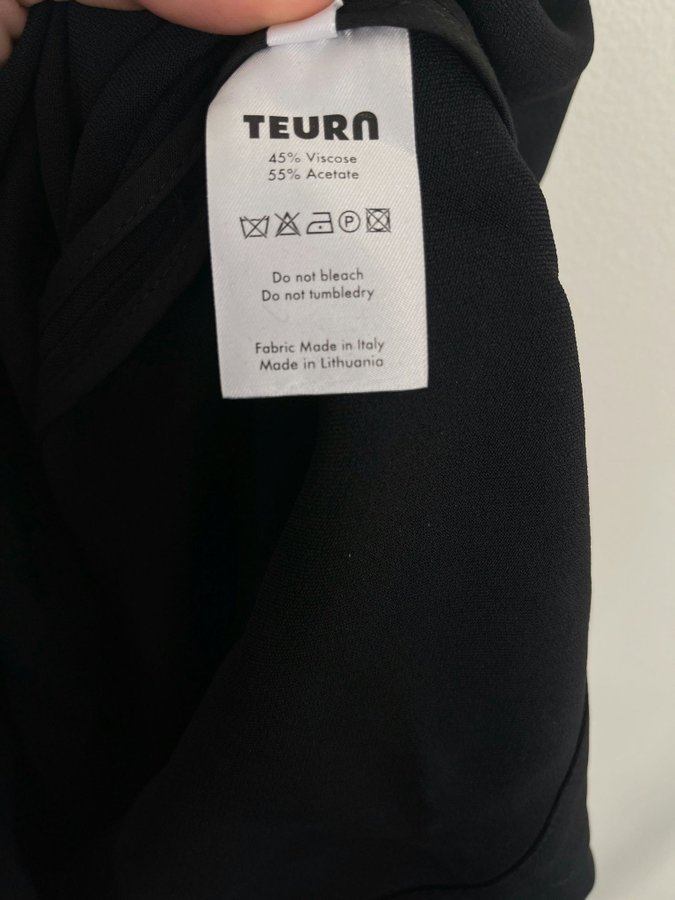 TEURN
45% Viscose
55% Acetate
P
Do not bleach
Do not tumbledry
Fabric Made in Italy
Made in Lithuania